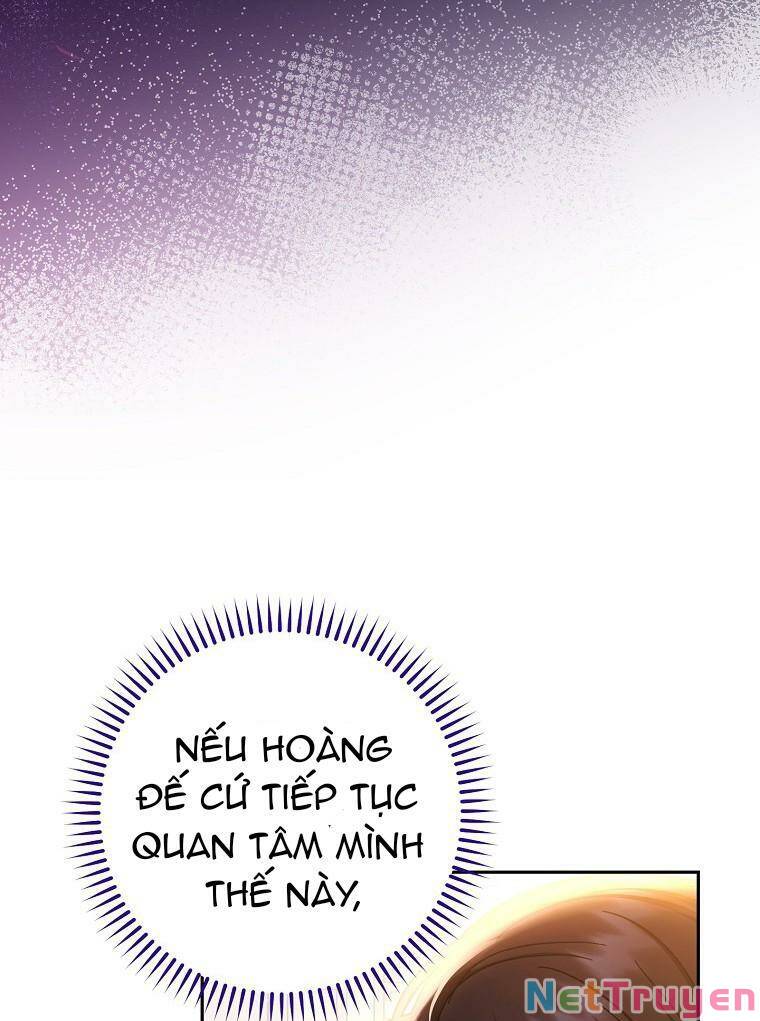 NẾU HOÀNG
ĐẾ CỨ TIẾP TỤC
QUAN TÂM MÌNH
THẾ NÀY,
NetTruyen